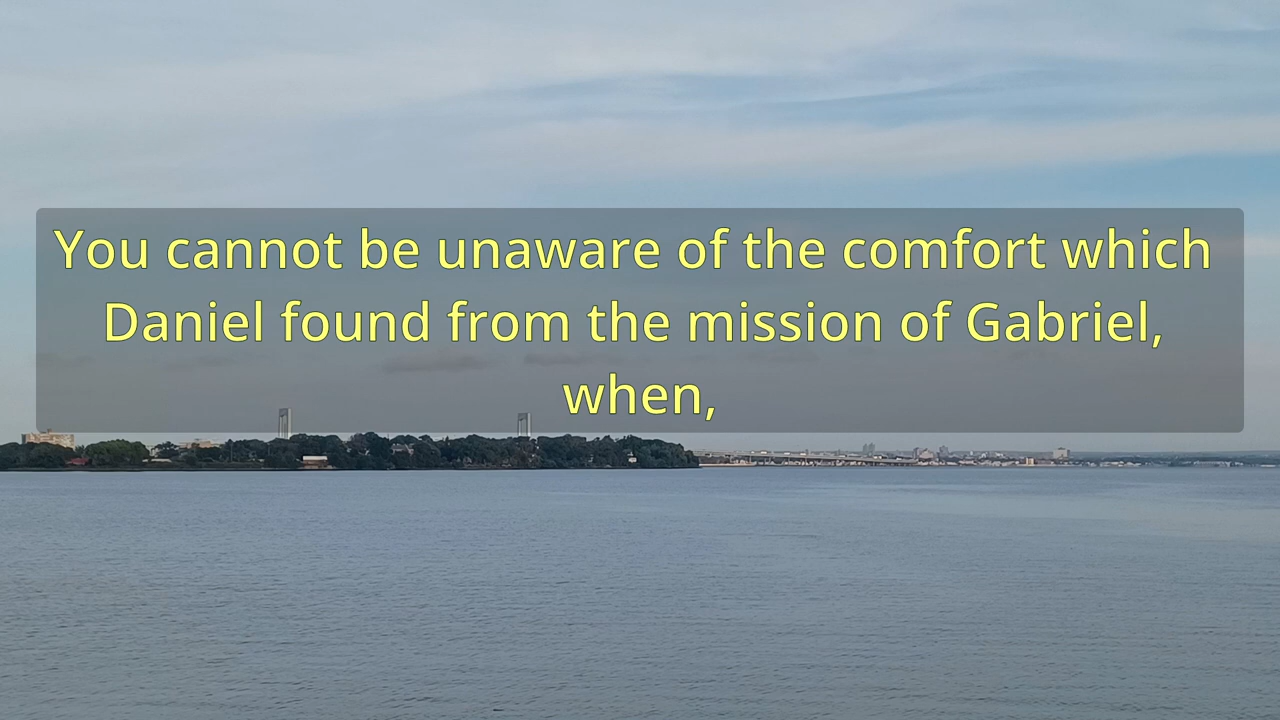 You cannot be unaware of the comfort which
Daniel found from the mission of Gabriel,
when,